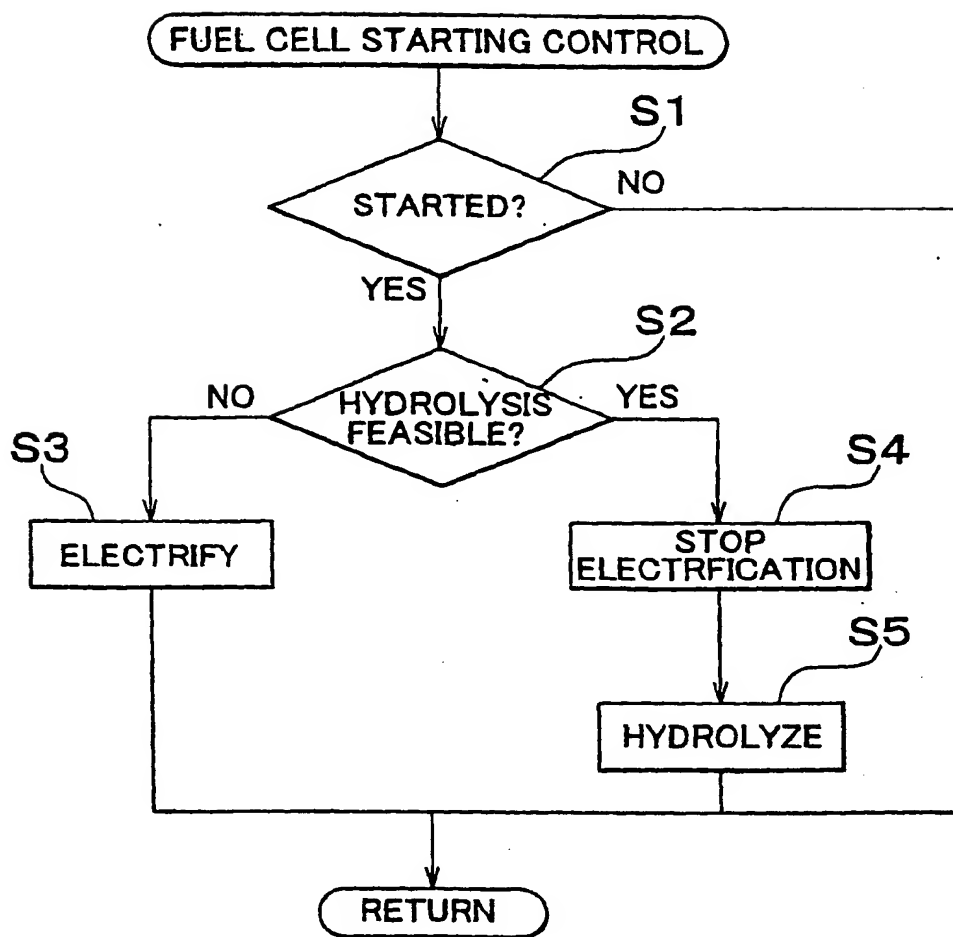 FUEL CELL STARTING CONTROL
S1
STARTED?
NO
YES
S2
NO
HYDROLYSIS
FEASIBLE?
YES
S3
S4
ELECTRIFY
STOP
ELECTRFICATION
S5
HYDROLYZE
RETURN